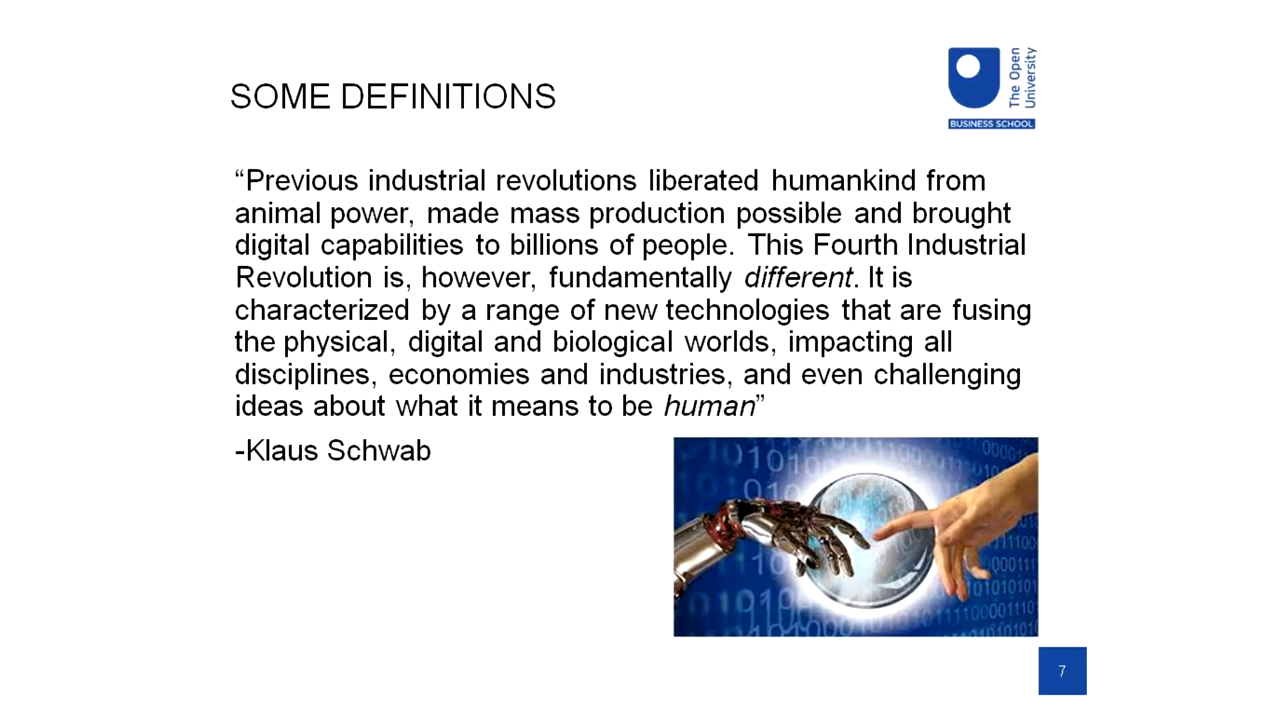 SOME DEFINITIONS
The Open
University
BUSINESS SCHOOL
“Previous industrial revolutions liberated humankind from
animal power, made mass production possible and brought
digital capabilities to billions of people. This Fourth Industrial
Revolution is, however, fundamentally different. It is
characterized by a range of new technologies that are fusing
the physical, digital and biological worlds, impacting all
disciplines, economies and industries, and even challenging
ideas about what it means to be human”
-Klaus Schwab
7